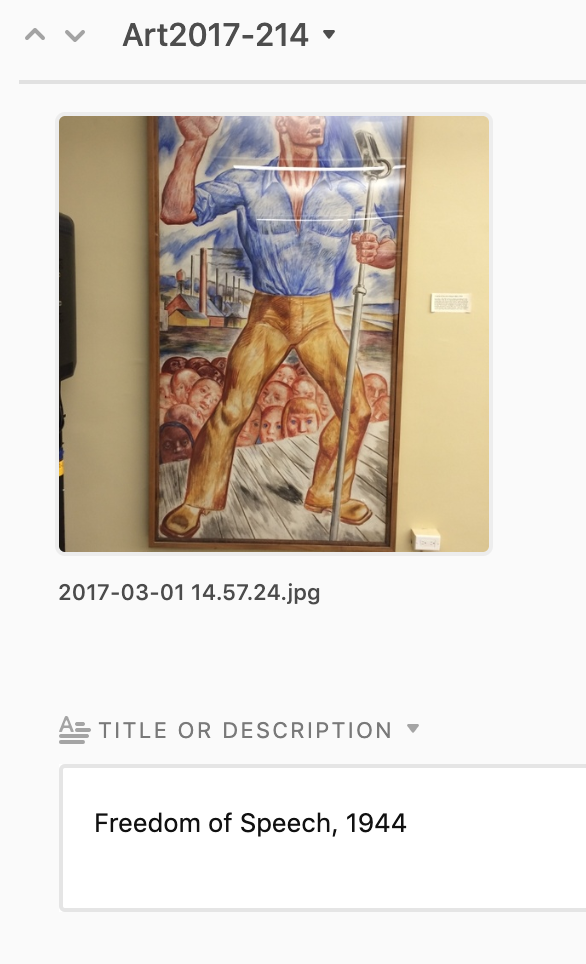 Art2017-214
2017-03-01 14.57.24.jpg
TITLE OR DESCRIPTION
Freedom of Speech, 1944